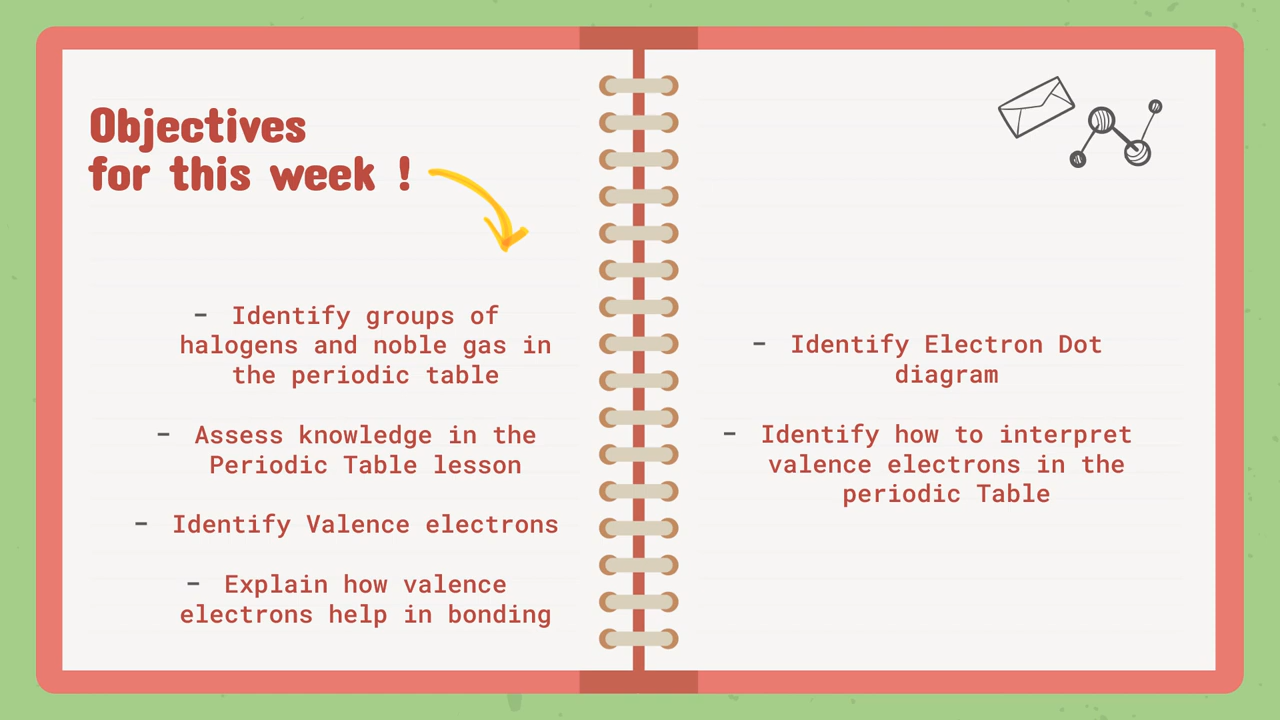 Objectives
for this week !
- Identify groups of
halogens and noble gas in
the periodic table
- Assess knowledge in the
Periodic Table lesson
- Identify Valence electrons
- Explain how valence
electrons help in bonding
- Identify Electron Dot
diagram
- Identify how to interpret
valence electrons in the
periodic Table